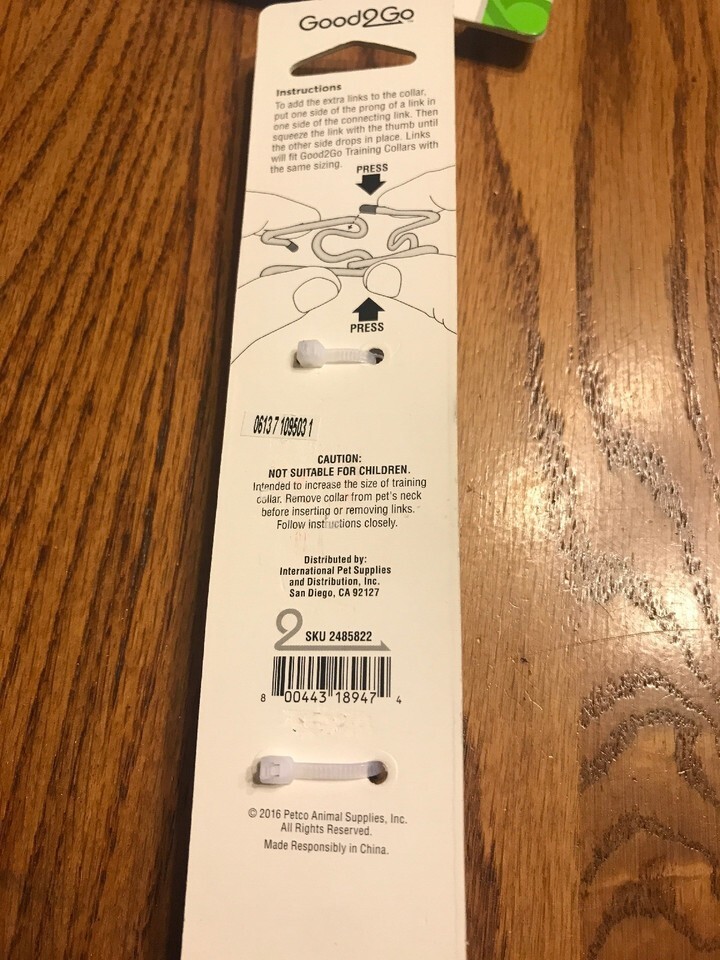 Good2Go™
Instructions
To add the extra links to the collar,
put one side of the prong of a link in
one side of the connecting link. Then
squeeze the link with the thumb until
the other side drops in place. Links
will fit Good2Go Training Collars with
the same sizing.
PRESS
PRESS
0613 7 109503 1
CAUTION:
NOT SUITABLE FOR CHILDREN.
Intended to increase the size of training
collar. Remove collar from pet's neck
before inserting or removing links.
Follow instructions closely.
Distributed by:
International Pet Supplies
and Distribution, Inc.
San Diego, CA 92127
2 SKU 2485822
8 00443 18947 4
© 2016 Petco Animal Supplies, Inc.
All Rights Reserved.
Made Responsibly in China.